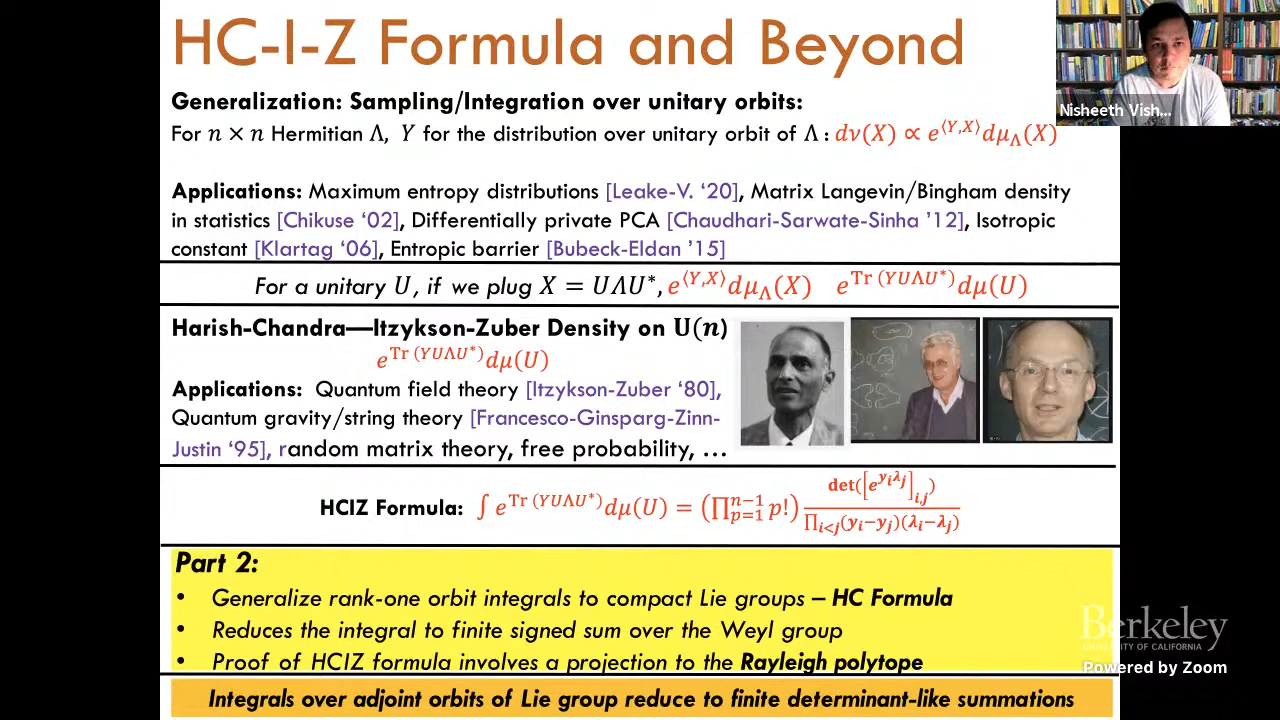 HC-I-Z Formula and Beyond
Nisheeth Vish...
Generalization: Sampling/Integration over unitary orbits:
For n × n Hermitian Λ, Y for the distribution over unitary orbit of Λ : dν(X) ∝ e^{⟨Y,X⟩}dμ_Λ(X)
Applications: Maximum entropy distributions [Leake-V. ‘20], Matrix Langevin/Bingham density
in statistics [Chikuse ‘02], Differentially private PCA [Chaudhari-Sarwate-Sinha ’12], Isotropic
constant [Klartag ‘06], Entropic barrier [Bubeck-Eldan ’15]
For a unitary U, if we plug X = UΛU*, e^{⟨Y,X⟩}dμ_Λ(X) e^{Tr (YUΛU*)}dμ(U)
Harish-Chandra—Itzykson-Zuber Density on U(n)
e^{Tr (YUΛU*)}dμ(U)
Applications: Quantum field theory [Itzykson-Zuber ‘80],
Quantum gravity/string theory [Francesco-Ginsparg-Zinn-
Justin ‘95], random matrix theory, free probability, …
HCIZ Formula: ∫ e^{Tr (YUΛU*)}dμ(U) = (∏_{p=1}^{n−1} p!) det([e^{y_iλ_j}]_{i,j}) / ∏_{i<j}(y_i−y_j)(λ_i−λ_j)
Part 2:
• Generalize rank-one orbit integrals to compact Lie groups – HC Formula
• Reduces the integral to finite signed sum over the Weyl group
• Proof of HCIZ formula involves a projection to the Rayleigh polytope
Berkeley
UNIVERSITY OF CALIFORNIA
Powered by Zoom
Integrals over adjoint orbits of Lie group reduce to finite determinant-like summations